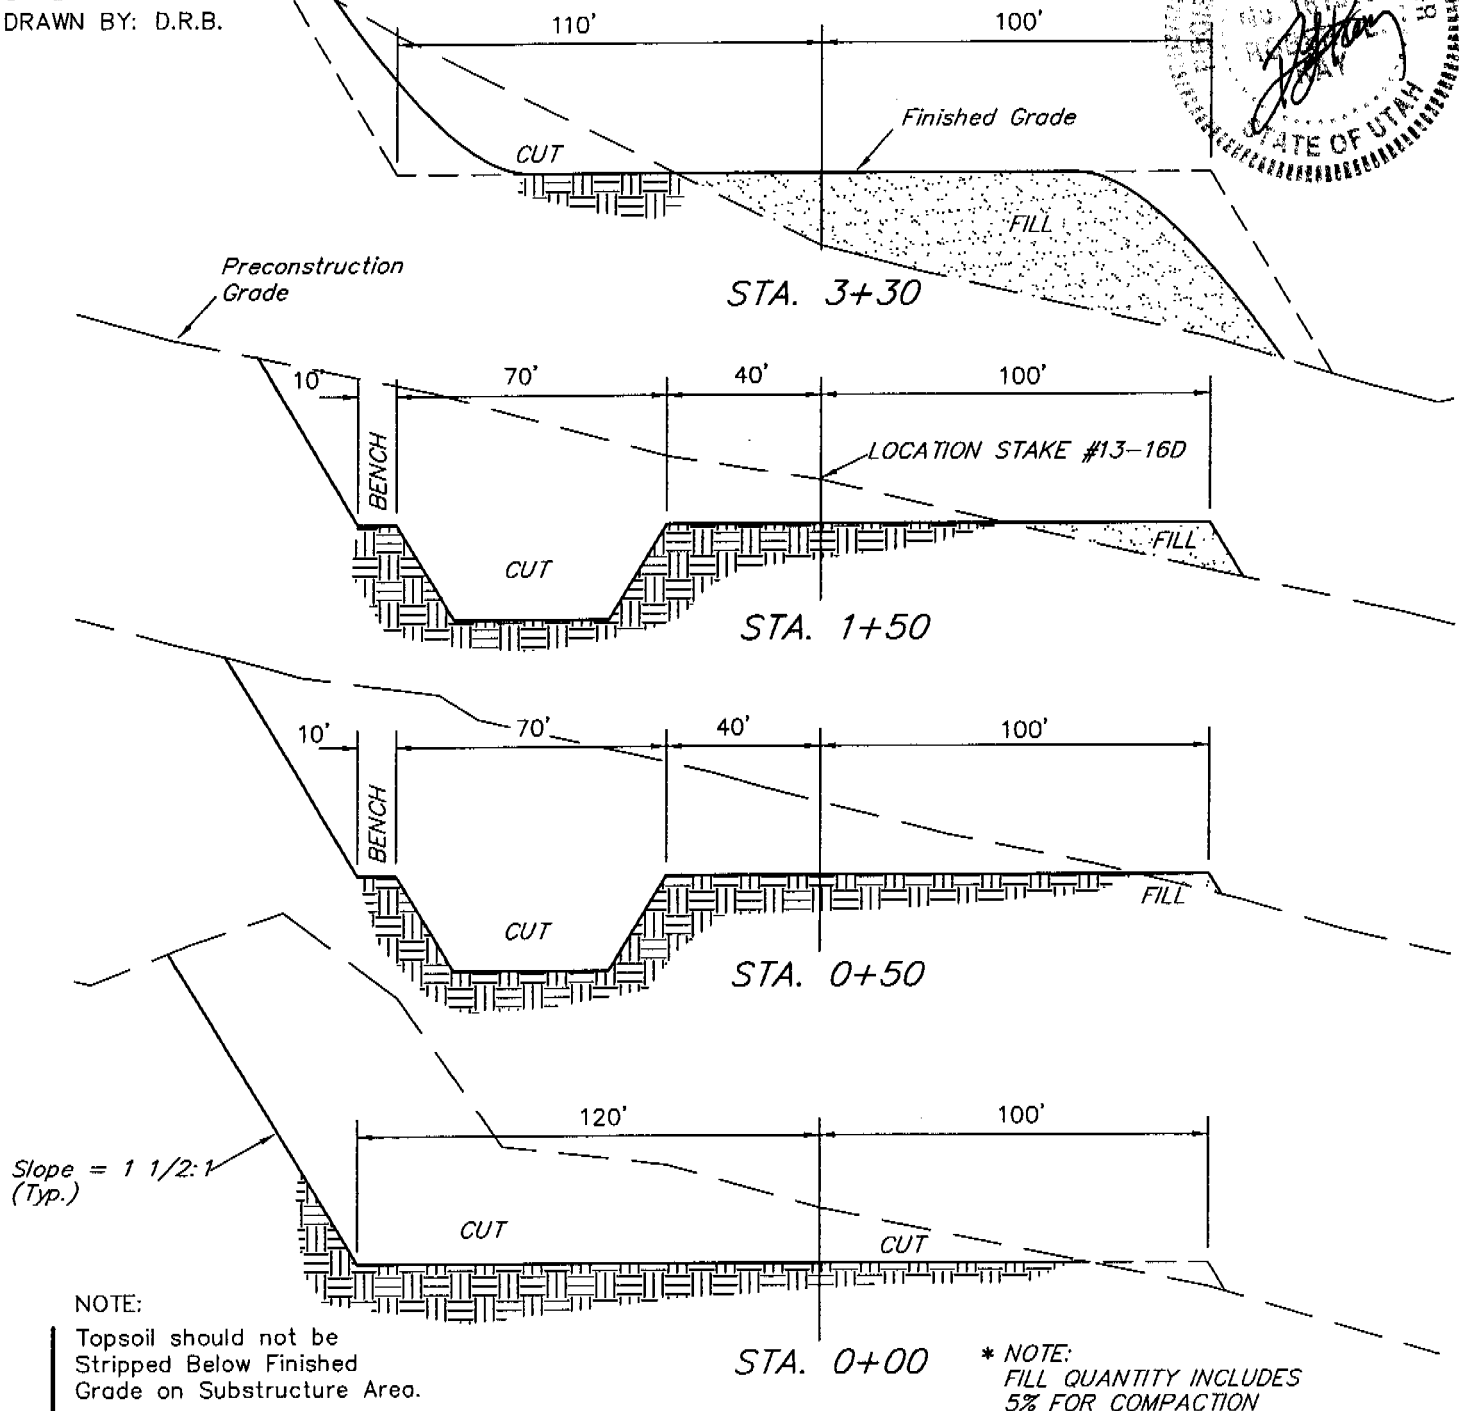 DRAWN BY: D.R.B.
110'
100'
STATE OF UTAH
Finished Grade
CUT
FILL
STA. 3+30
Preconstruction
Grade
10'
70'
40'
100'
BENCH
LOCATION STAKE #13-16D
CUT
FILL
STA. 1+50
10'
70'
40'
100'
BENCH
CUT
FILL
STA. 0+50
120'
100'
Slope = 1 1/2:1
(Typ.)
CUT
CUT
NOTE:
Topsoil should not be
Stripped Below Finished
Grade on Substructure Area.
STA. 0+00
* NOTE:
FILL QUANTITY INCLUDES
5% FOR COMPACTION